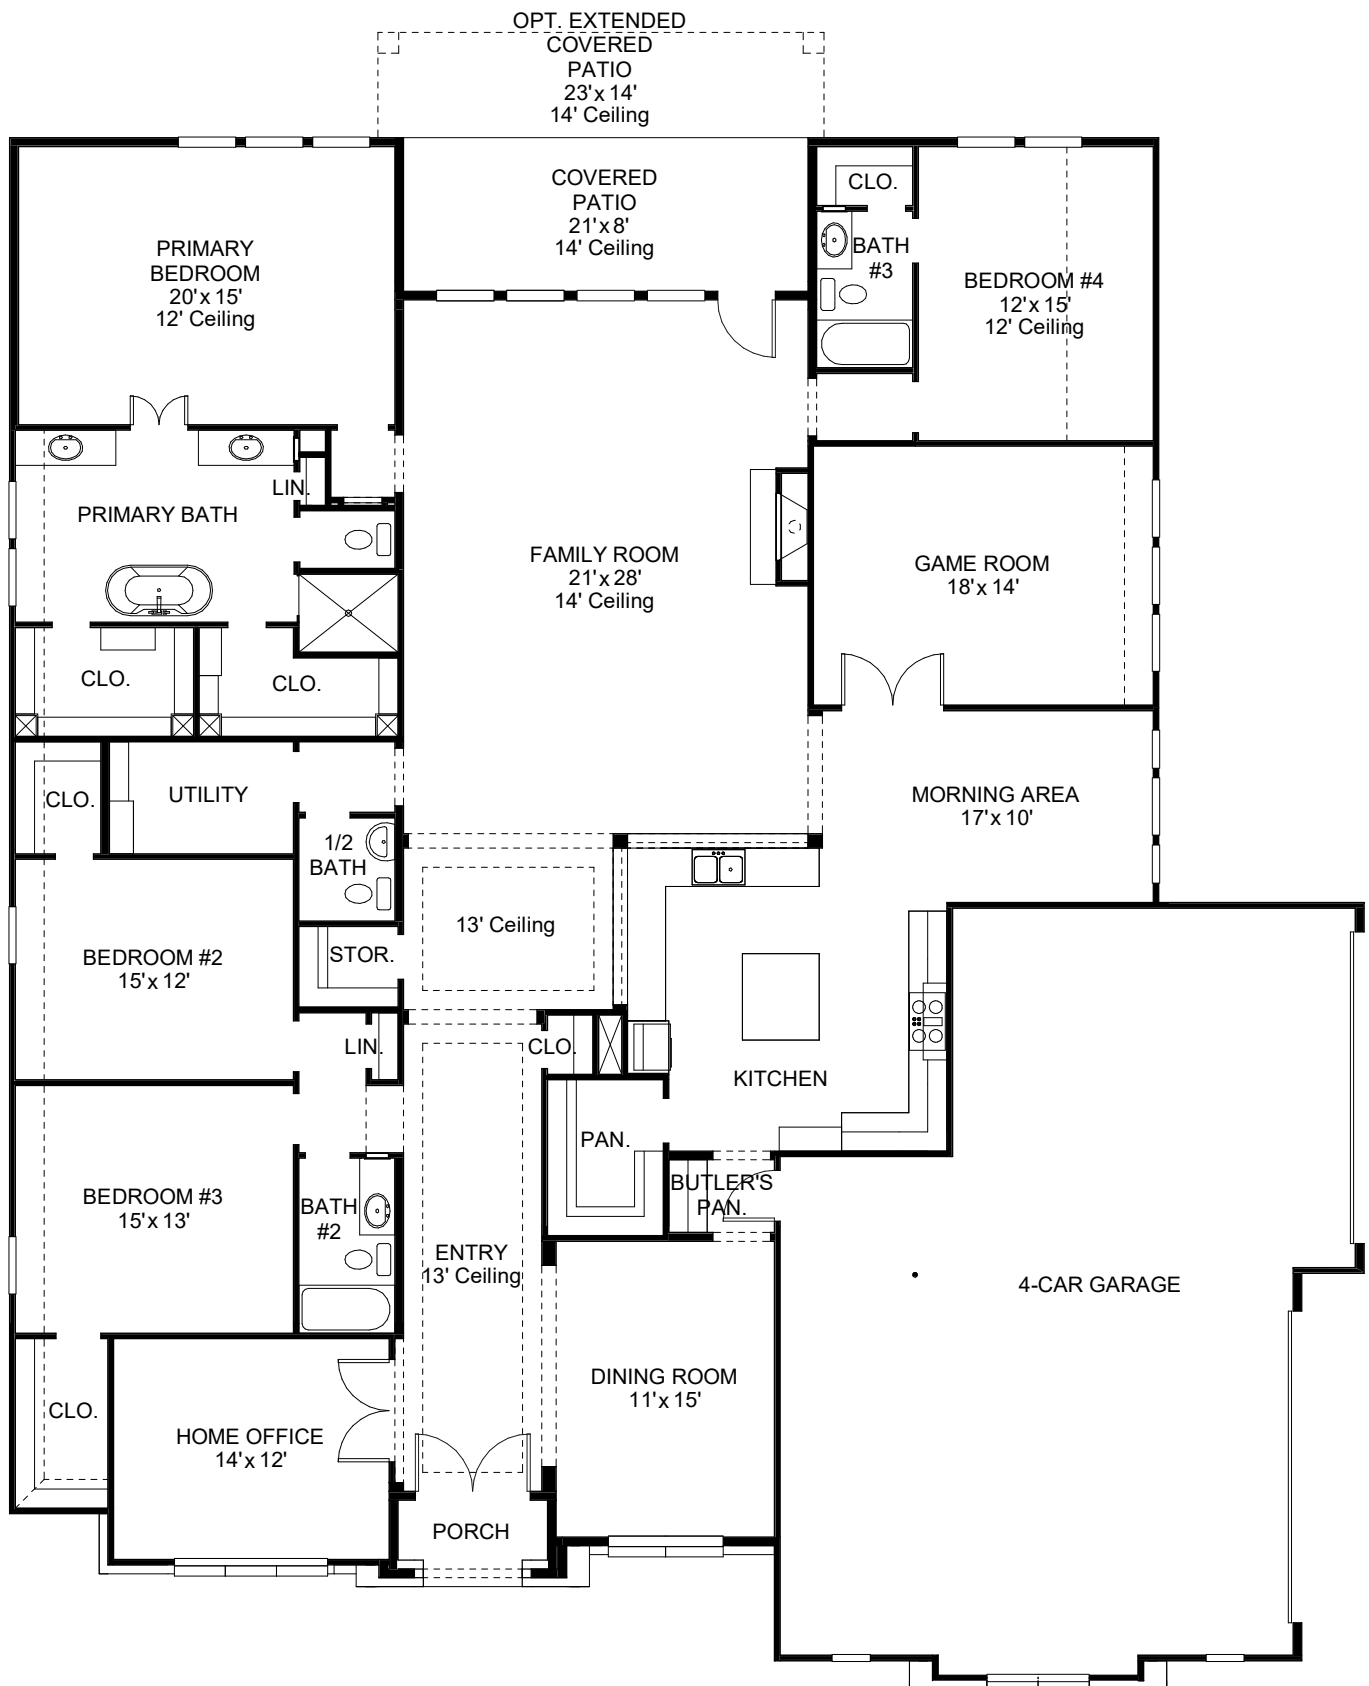 OPT. EXTENDED
COVERED
PATIO
23'x 14'
14' Ceiling
COVERED
PATIO
21'x 8'
14' Ceiling
CLO.
BATH
#3
BEDROOM #4
12'x 15'
12' Ceiling
PRIMARY
BEDROOM
20'x 15'
12' Ceiling
LIN.
PRIMARY BATH
FAMILY ROOM
21'x 28'
14' Ceiling
GAME ROOM
18'x 14'
CLO.
CLO.
CLO.
UTILITY
MORNING AREA
17'x 10'
1/2
BATH
13' Ceiling
STOR.
BEDROOM #2
15'x 12'
LIN.
CLO.
KITCHEN
PAN.
BUTLER'S
PAN.
BEDROOM #3
15'x 13'
BATH
#2
ENTRY
13' Ceiling
4-CAR GARAGE
DINING ROOM
11'x 15'
CLO.
HOME OFFICE
14'x 12'
PORCH